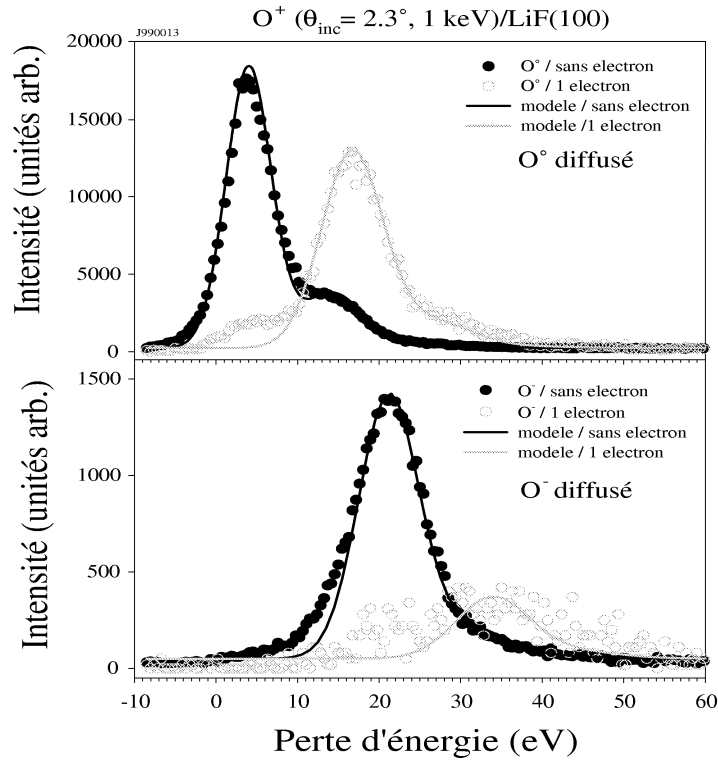 O⁺ (θinc= 2.3°, 1 keV)/LiF(100)
J990013
Intensité (unités arb.)
20000
15000
10000
5000
0
O° / sans electron
O° / 1 electron
modele / sans electron
modele /1 electron
O° diffusé
Intensité (unités arb.)
1500
1000
500
0
O⁻ / sans electron
O⁻ / 1 electron
modele / sans electron
modele / 1 electron
O⁻ diffusé
-10 0 10 20 30 40 50 60
Perte d'énergie (eV)